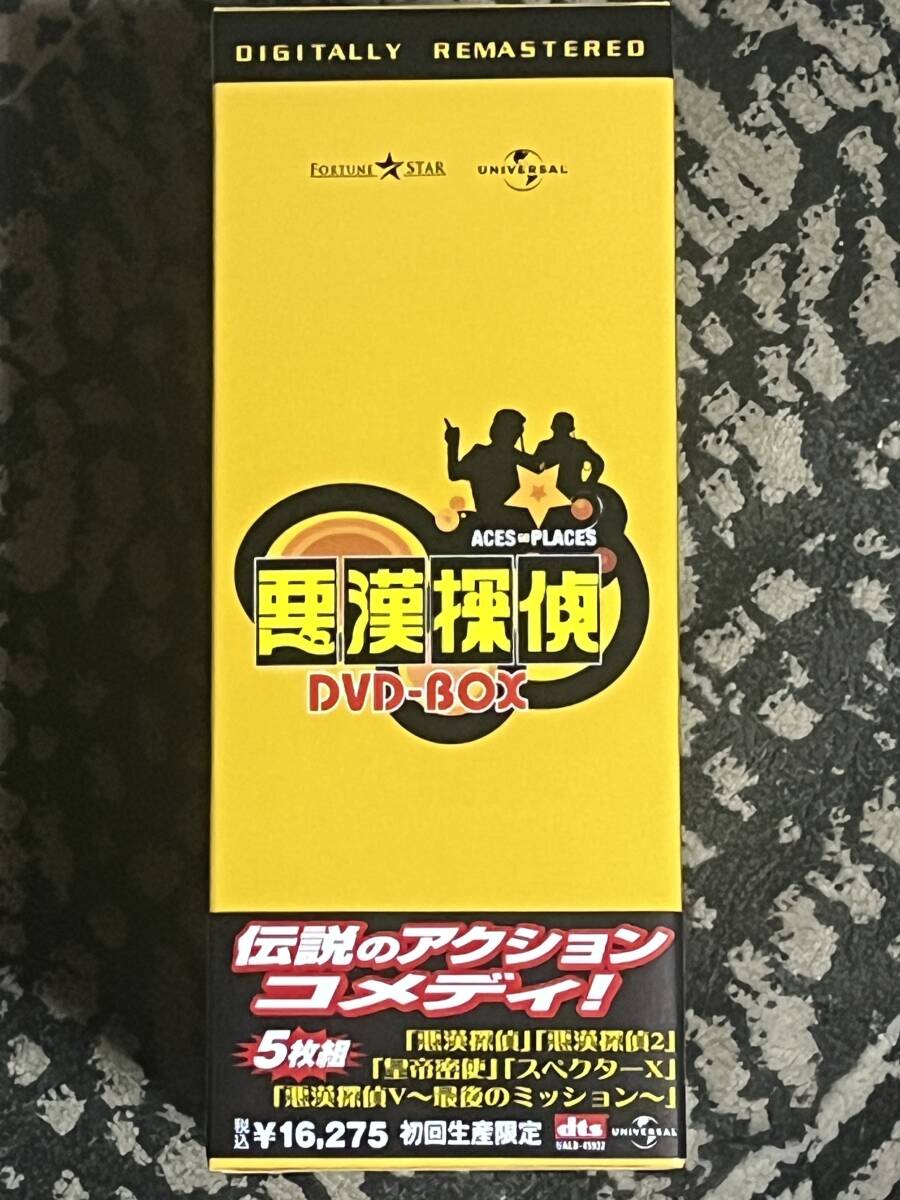 DIGITALLY REMASTERED
FORTUNE STAR
UNIVERSAL
ACES GO PLACES
悪漢探偵
DVD-BOX
伝説のアクション
コメディ!
5枚組
「悪漢探偵」「悪漢探偵2」
「皇帝密使」「スペクターX」
「悪漢探偵V〜最後のミッション〜」
税込 ¥16,275 初回生産限定
dts
UNIVERSAL